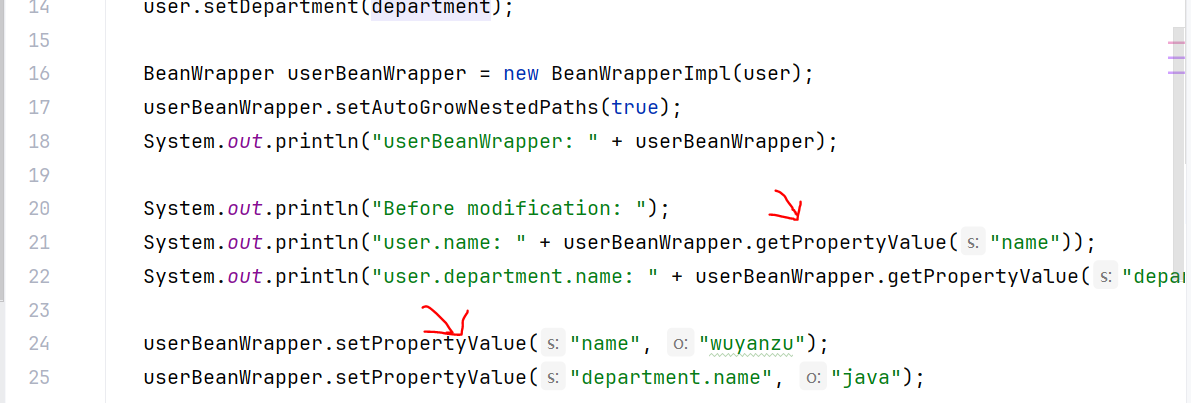 14 user.setDepartment(department);
15
16 BeanWrapper userBeanWrapper = new BeanWrapperImpl(user);
17 userBeanWrapper.setAutoGrowNestedPaths(true);
18 System.out.println("userBeanWrapper: " + userBeanWrapper);
19
20 System.out.println("Before modification: ");
21 System.out.println("user.name: " + userBeanWrapper.getPropertyValue( s: "name"));
22 System.out.println("user.department.name: " + userBeanWrapper.getPropertyValue( s: "depar
23
24 userBeanWrapper.setPropertyValue( s: "name", o: "wuyanzu");
25 userBeanWrapper.setPropertyValue( s: "department.name", o: "java");